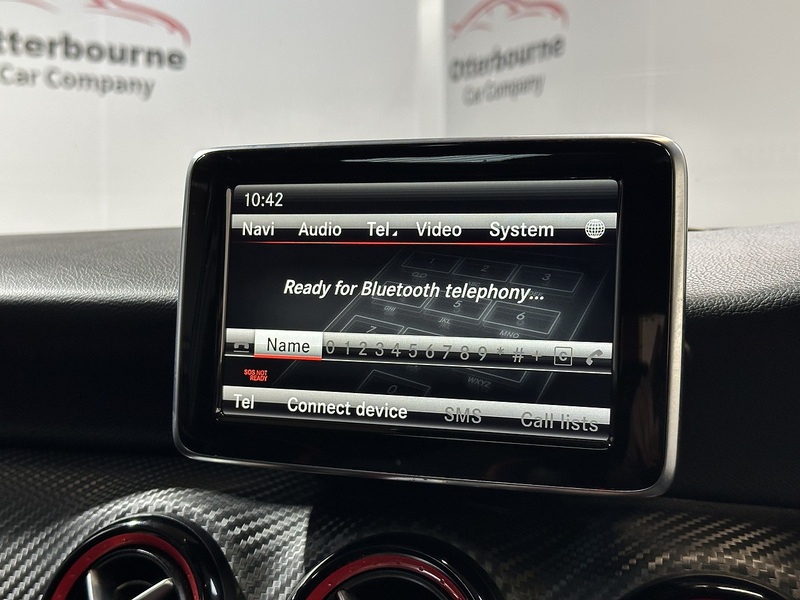 Otterbourne
Car Company
Otterbourne
Car Company
10:42
Navi Audio Tel Video System
Ready for Bluetooth telephony...
Name 0 1 2 3 4 5 6 7 8 9 * # + C
SOS NOT
READY
Tel Connect device SMS Call lists